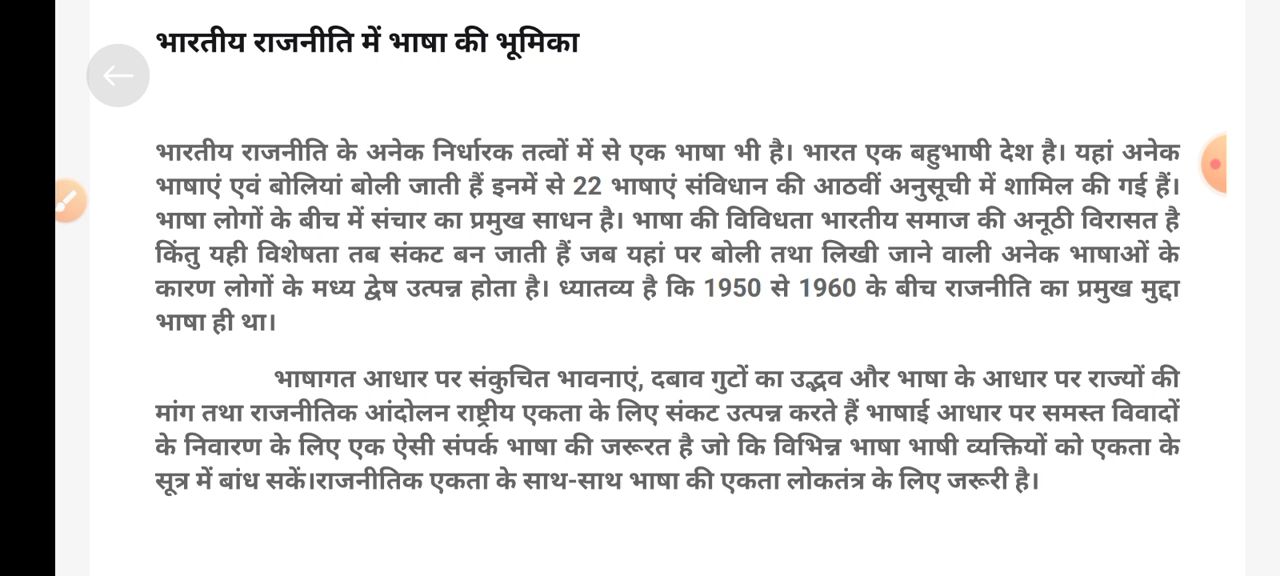 भारतीय राजनीति में भाषा की भूमिका
भारतीय राजनीति के अनेक निर्धारक तत्वों में से एक भाषा भी है। भारत एक बहुभाषी देश है। यहां अनेक
भाषाएं एवं बोलियां बोली जाती हैं इनमें से 22 भाषाएं संविधान की आठवीं अनुसूची में शामिल की गई हैं।
भाषा लोगों के बीच में संचार का प्रमुख साधन है। भाषा की विविधता भारतीय समाज की अनूठी विरासत है
किंतु यही विशेषता तब संकट बन जाती हैं जब यहां पर बोली तथा लिखी जाने वाली अनेक भाषाओं के
कारण लोगों के मध्य द्वेष उत्पन्न होता है। ध्यातव्य है कि 1950 से 1960 के बीच राजनीति का प्रमुख मुद्दा
भाषा ही था।
भाषागत आधार पर संकुचित भावनाएं, दबाव गुटों का उद्भव और भाषा के आधार पर राज्यों की
मांग तथा राजनीतिक आंदोलन राष्ट्रीय एकता के लिए संकट उत्पन्न करते हैं भाषाई आधार पर समस्त विवादों
के निवारण के लिए एक ऐसी संपर्क भाषा की जरूरत है जो कि विभिन्न भाषा भाषी व्यक्तियों को एकता के
सूत्र में बांध सकें।राजनीतिक एकता के साथ-साथ भाषा की एकता लोकतंत्र के लिए जरूरी है।